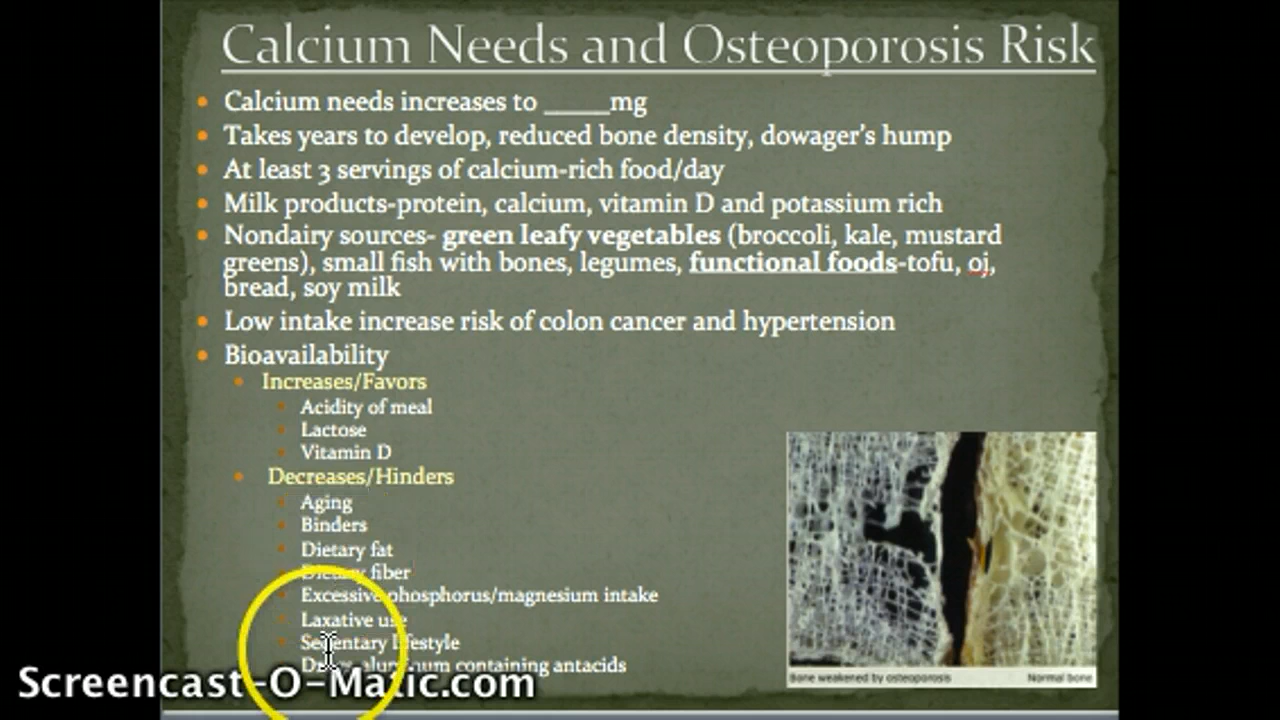 Calcium Needs and Osteoporosis Risk
Calcium needs increases to _____mg
Takes years to develop, reduced bone density, dowager's hump
At least 3 servings of calcium-rich food/day
Milk products-protein, calcium, vitamin D and potassium rich
Nondairy sources- green leafy vegetables (broccoli, kale, mustard
greens), small fish with bones, legumes, functional foods-tofu, oj,
bread, soy milk
Low intake increase risk of colon cancer and hypertension
Bioavailability
Increases/Favors
Acidity of meal
Lactose
Vitamin D
Decreases/Hinders
Aging
Binders
Dietary fat
Dietary fiber
Excessive phosphorus/magnesium intake
Laxative use
Sedentary lifestyle
aluminum containing antacids
Bone weakened by osteoporosis
Normal bone
Screencast-O-Matic.com